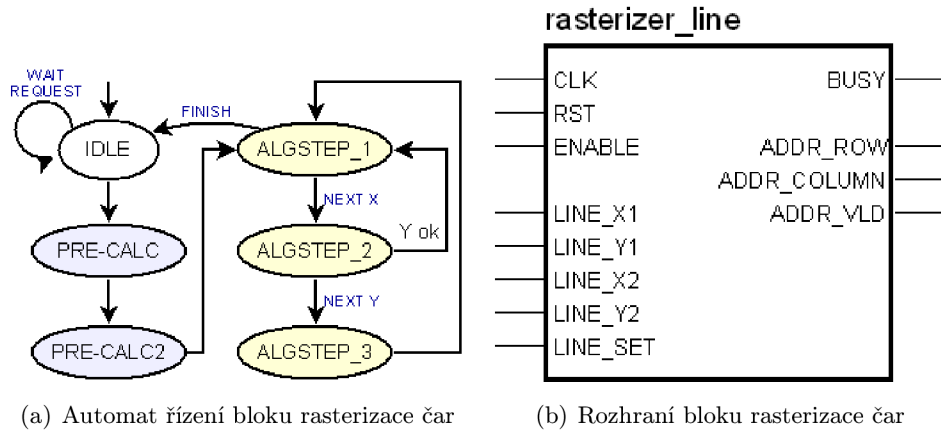 WAIT
REQUEST
FINISH
IDLE
ALGSTEP_1
NEXT X
PRE-CALC
ALGSTEP_2
Y ok
NEXT Y
PRE-CALC2
ALGSTEP_3
(a) Automat řízení bloku rasterizace čar
rasterizer_line
CLK
BUSY
RST
ENABLE
ADDR_ROW
ADDR_COLUMN
LINE_X1
ADDR_VLD
LINE_Y1
LINE_X2
LINE_Y2
LINE_SET
(b) Rozhraní bloku rasterizace čar